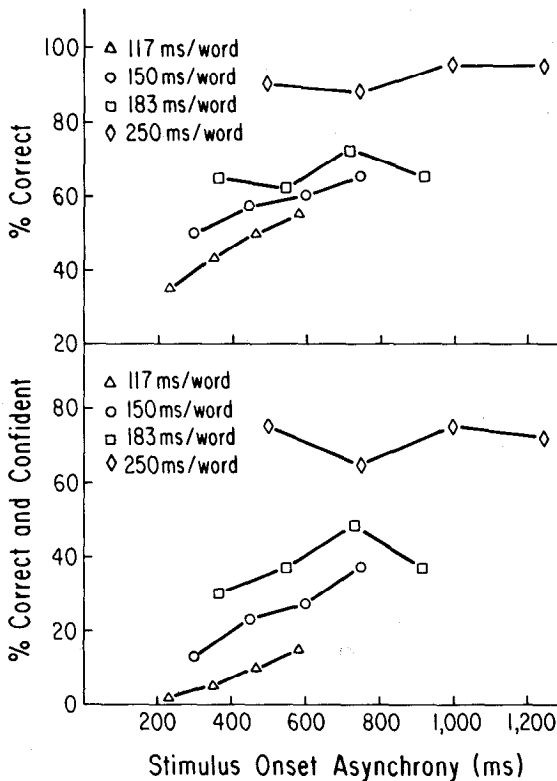 100
80
60
40
20
% Correct
△ 117 ms/word
○ 150 ms/word
□ 183 ms/word
◊ 250 ms/word
80
60
40
20
0
% Correct and Confident
△ 117 ms/word
○ 150 ms/word
□ 183 ms/word
◊ 250 ms/word
200 400 600 800 1,000 1,200
Stimulus Onset Asynchrony (ms)